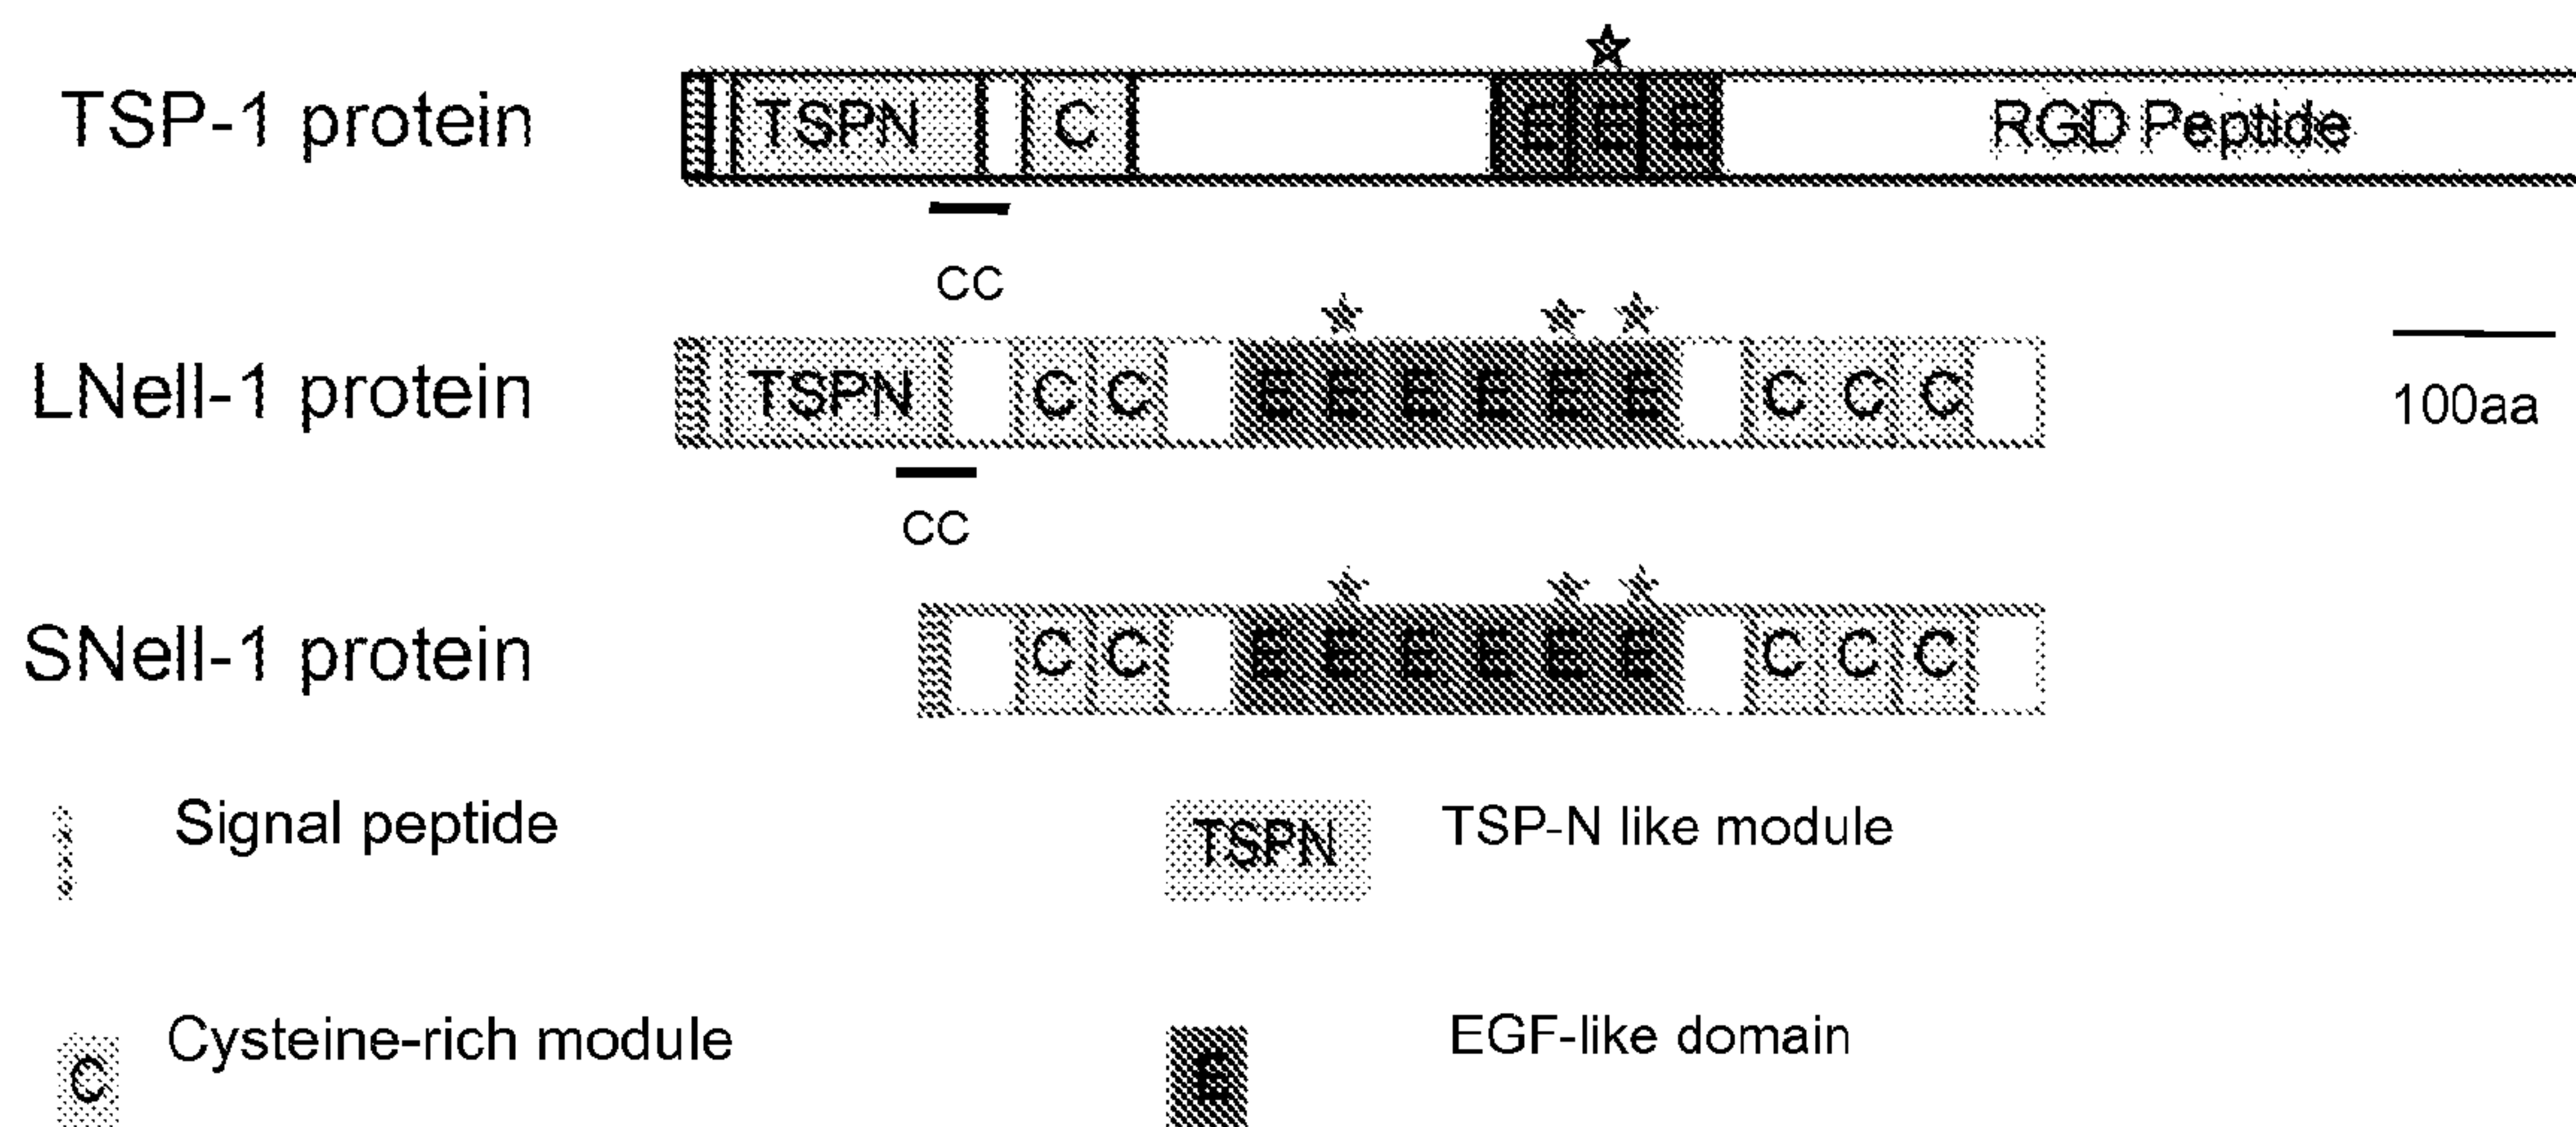 TSP-1 protein TSPN C E E E RGD Peptide
CC
LNell-1 protein TSPN C C E E E E E E C C C
100aa
CC
SNell-1 protein C C E E E E E E C C C
Signal peptide
TSPN TSP-N like module
C Cysteine-rich module
E EGF-like domain